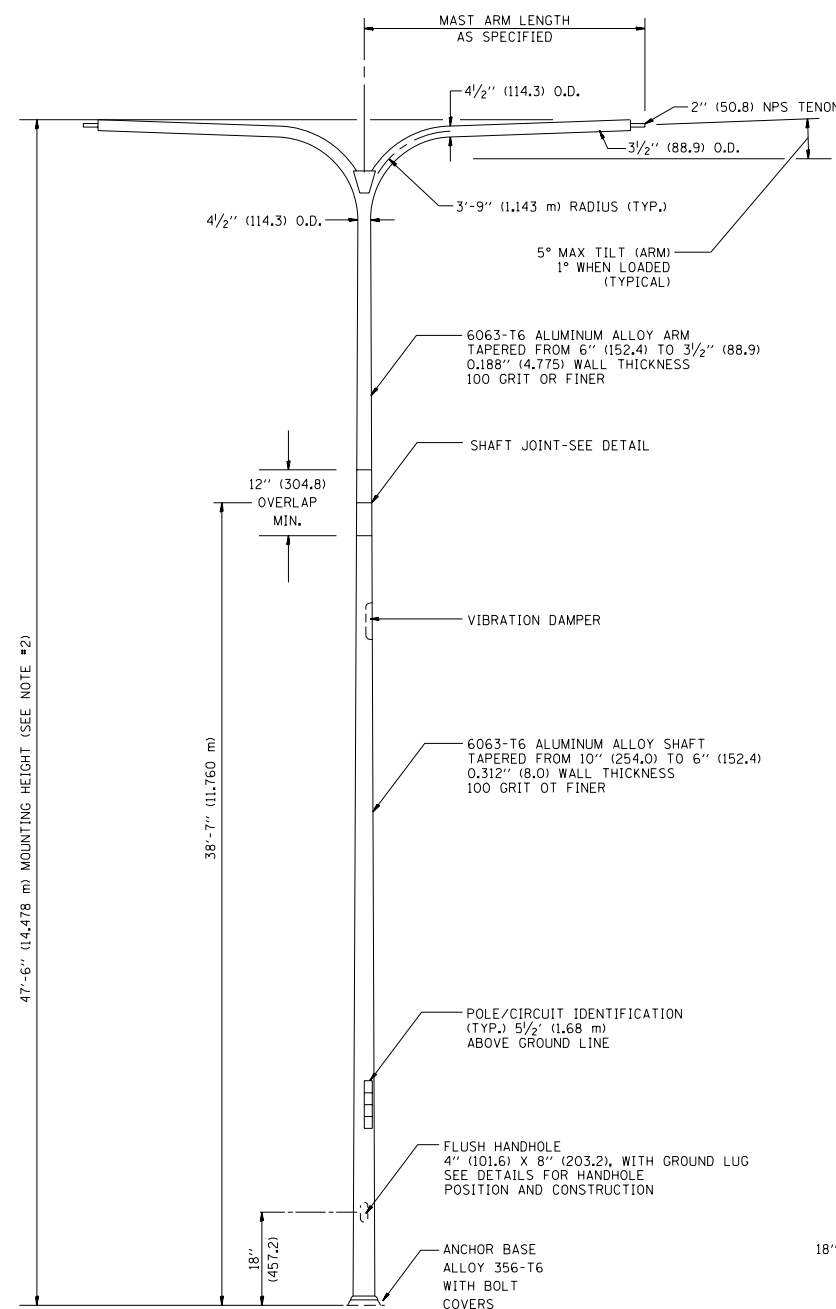 MAST ARM LENGTH
AS SPECIFIED
4 1/2'' (114.3) O.D.
2'' (50.8) NPS TENON
3 1/2'' (88.9) O.D.
3'-9'' (1.143 m) RADIUS (TYP.)
4 1/2'' (114.3) O.D.
5° MAX TILT (ARM)
1° WHEN LOADED
(TYPICAL)
6063-T6 ALUMINUM ALLOY ARM
TAPERED FROM 6'' (152.4) TO 3 1/2'' (88.9)
0.188'' (4.775) WALL THICKNESS
100 GRIT OR FINER
SHAFT JOINT-SEE DETAIL
12'' (304.8)
OVERLAP
MIN.
VIBRATION DAMPER
47'-6'' (14.478 m) MOUNTING HEIGHT (SEE NOTE #2)
38'-7'' (11.760 m)
6063-T6 ALUMINUM ALLOY SHAFT
TAPERED FROM 10'' (254.0) TO 6'' (152.4)
0.312'' (8.0) WALL THICKNESS
100 GRIT OT FINER
POLE/CIRCUIT IDENTIFICATION
(TYP.) 5 1/2' (1.68 m)
ABOVE GROUND LINE
FLUSH HANDHOLE
4'' (101.6) X 8'' (203.2), WITH GROUND LUG
SEE DETAILS FOR HANDHOLE
POSITION AND CONSTRUCTION
18''
(457.2)
ANCHOR BASE
ALLOY 356-T6
WITH BOLT
COVERS
18''